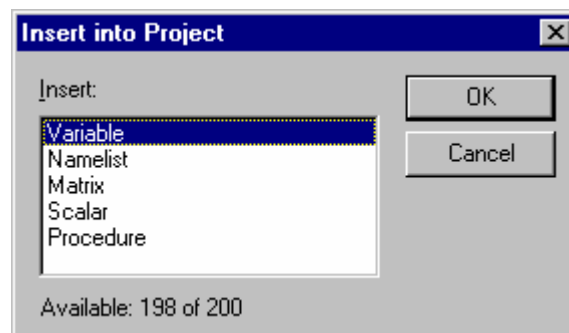 Insert into Project
Insert:
OK
Variable
Namelist
Cancel
Matrix
Scalar
Procedure
Available: 198 of 200